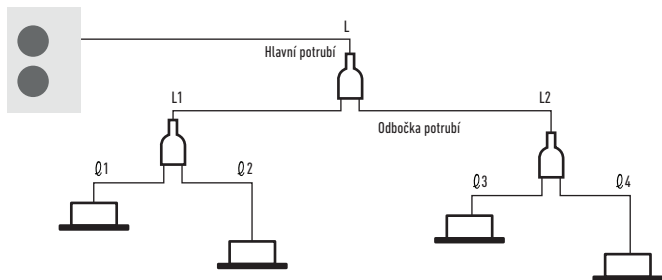 L
Hlavní potrubí
L1
L2
Odbočka potrubí
ℓ1
ℓ2
ℓ3
ℓ4